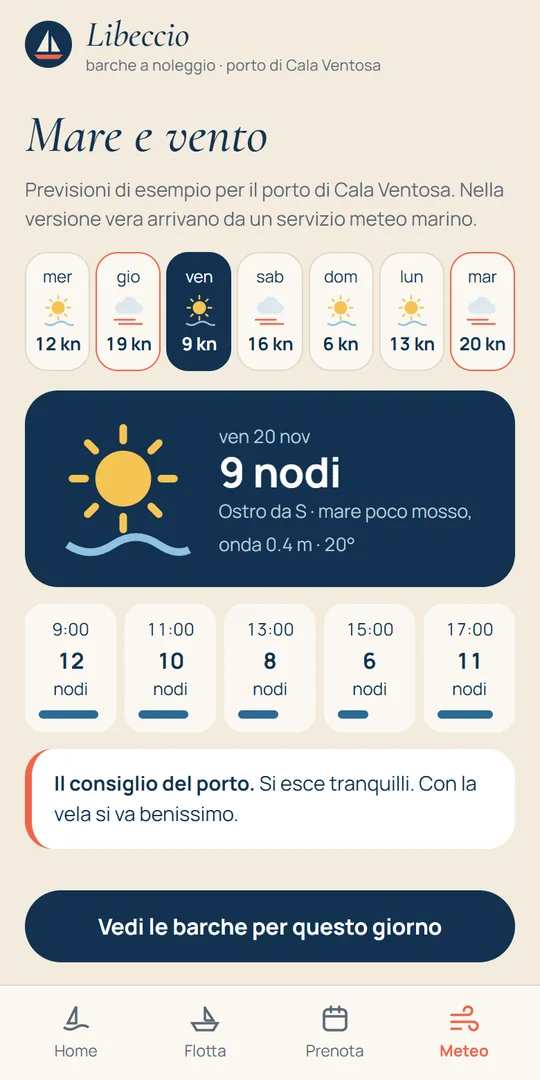 Libeccio
barche a noleggio · porto di Cala Ventosa
Mare e vento
Previsioni di esempio per il porto di Cala Ventosa. Nella
versione vera arrivano da un servizio meteo marino.
mer gio ven sab dom lun mar
12 kn 19 kn 9 kn 16 kn 6 kn 13 kn 20 kn
ven 20 nov
9 nodi
Ostro da S · mare poco mosso,
onda 0.4 m · 20°
9:00 11:00 13:00 15:00 17:00
12 10 8 6 11
nodi nodi nodi nodi nodi
Il consiglio del porto. Si esce tranquilli. Con la
vela si va benissimo.
Vedi le barche per questo giorno
Home Flotta Prenota Meteo